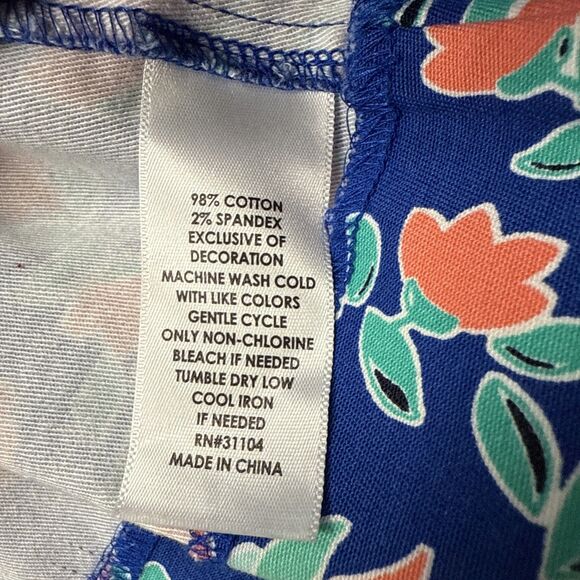 98% COTTON
2% SPANDEX
EXCLUSIVE OF
DECORATION
MACHINE WASH COLD
WITH LIKE COLORS
GENTLE CYCLE
ONLY NON-CHLORINE
BLEACH IF NEEDED
TUMBLE DRY LOW
COOL IRON
IF NEEDED
RN#31104
MADE IN CHINA